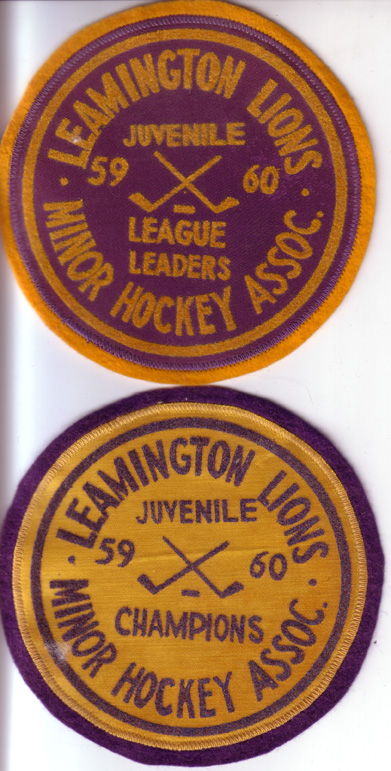 LEAMINGTON LIONS
JUVENILE
59 60
LEAGUE
LEADERS
· MINOR HOCKEY ASSOC. ·
LEAMINGTON LIONS
JUVENILE
59 60
CHAMPIONS
· MINOR HOCKEY ASSOC. ·